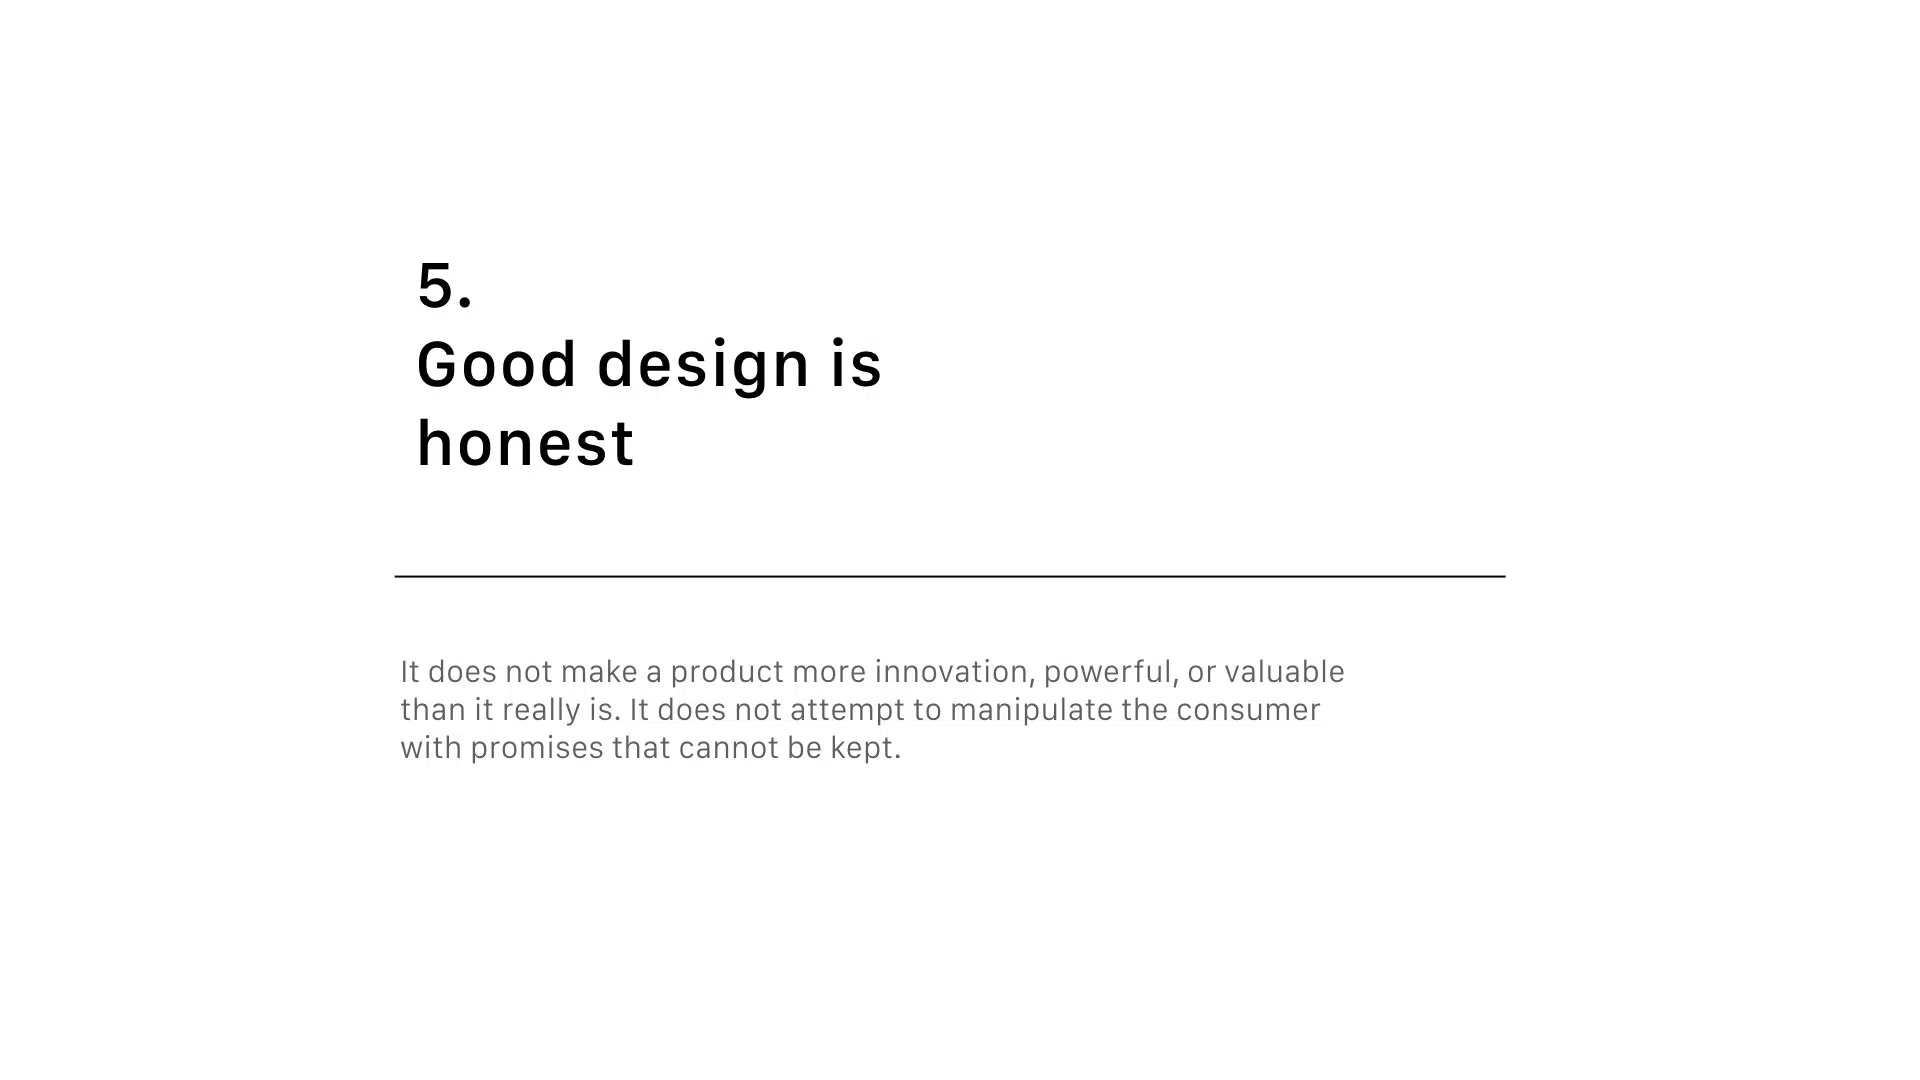 5.
Good design is
honest
It does not make a product more innovation, powerful, or valuable
than it really is. It does not attempt to manipulate the consumer
with promises that cannot be kept.